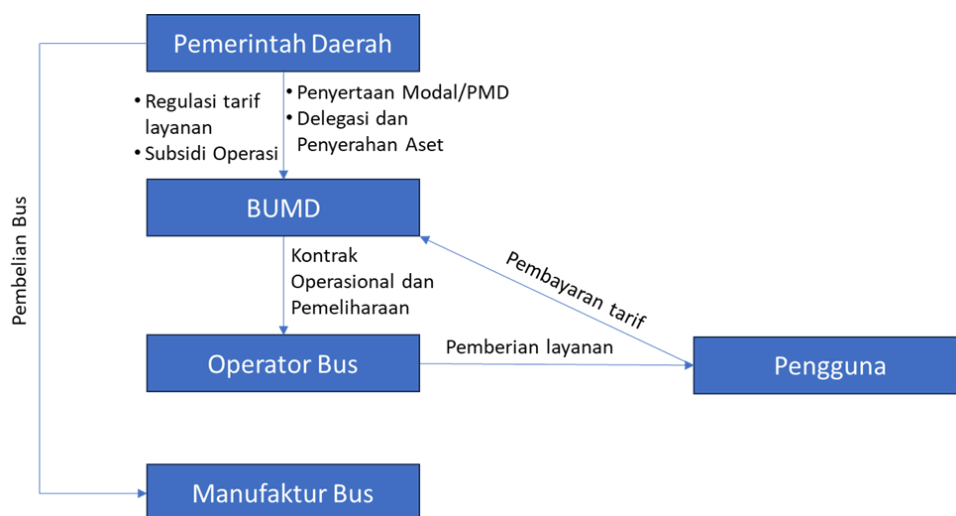 Pemerintah Daerah
• Regulasi tarif
layanan
• Subsidi Operasi
• Penyertaan Modal/PMD
• Delegasi dan
Penyerahan Aset
Pembelian Bus
BUMD
Kontrak
Operasional dan
Pemeliharaan
Pembayaran tarif
Operator Bus
Pemberian layanan
Pengguna
Manufaktur Bus